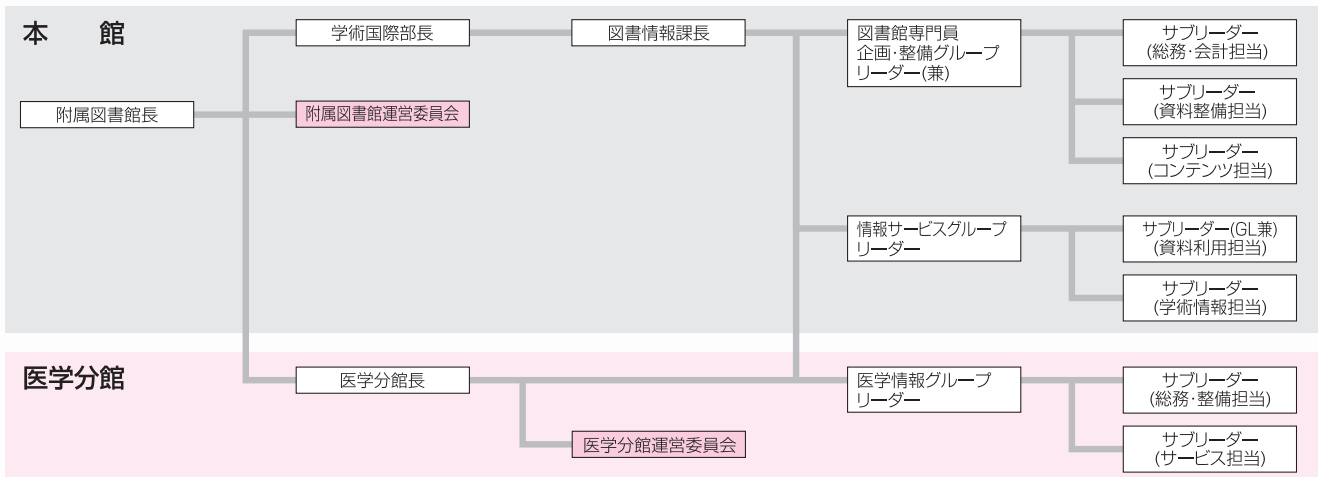 本　館
附属図書館長
学術国際部長
附属図書館運営委員会
図書情報課長
図書館専門員
企画・整備グループ
リーダー(兼)
サブリーダー
(総務・会計担当)
サブリーダー
(資料整備担当)
サブリーダー
(コンテンツ担当)
情報サービスグループ
リーダー
サブリーダー(GL兼)
(資料利用担当)
サブリーダー
(学術情報担当)
医学分館
医学分館長
医学分館運営委員会
医学情報グループ
リーダー
サブリーダー
(総務・整備担当)
サブリーダー
(サービス担当)